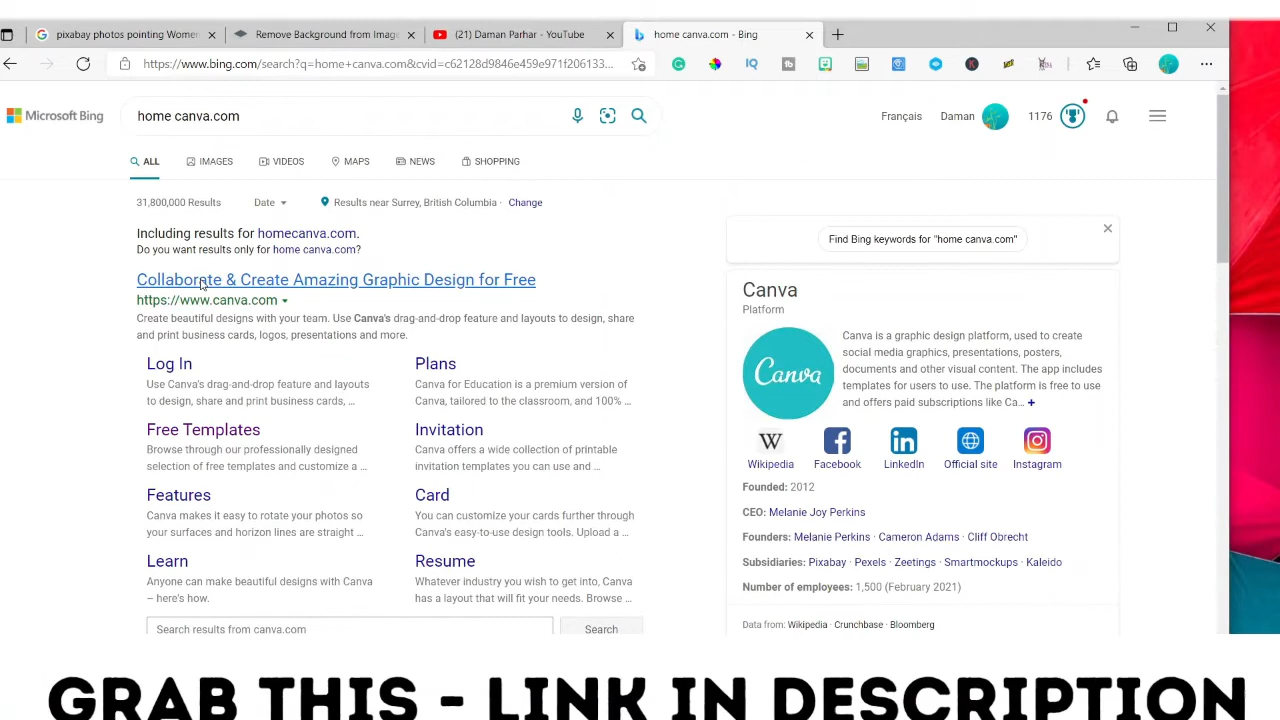 pixabay photos pointing Women
Remove Background from Image
(21) Daman Parhar - YouTube
home canva.com - Bing
https://www.bing.com/search?q=home+canva.com&cvid=c62128d9846e459e971f206133...
IQ
Microsoft Bing
home canva.com
Français
Daman
1176
ALL
IMAGES
VIDEOS
MAPS
NEWS
SHOPPING
31,800,000 Results
Date
Results near Surrey, British Columbia ·
Change
Including results for homecanva.com.
Do you want results only for home canva.com?
Collaborate & Create Amazing Graphic Design for Free
https://www.canva.com
Create beautiful designs with your team. Use Canva's drag-and-drop feature and layouts to design, share
and print business cards, logos, presentations and more.
Log In
Use Canva's drag-and-drop feature and layouts
to design, share and print business cards, ...
Plans
Canva for Education is a premium version of
Canva, tailored to the classroom, and 100% ...
Free Templates
Browse through our professionally designed
selection of free templates and customize a ...
Invitation
Canva offers a wide collection of printable
invitation templates you can use and ...
Features
Canva makes it easy to rotate your photos so
your surfaces and horizon lines are straight ...
Card
You can customize your cards further through
Canva's easy-to-use design tools. Upload a ...
Learn
Anyone can make beautiful designs with Canva
– here's how.
Resume
Whatever industry you wish to get into, Canva
has a layout that will fit your needs. Browse ...
Search results from canva.com
Search
Find Bing keywords for "home canva.com"
Canva
Platform
Canva
Canva is a graphic design platform, used to create
social media graphics, presentations, posters,
documents and other visual content. The app includes
templates for users to use. The platform is free to use
and offers paid subscriptions like Ca... +
W
Wikipedia
Facebook
LinkedIn
Official site
Instagram
Founded: 2012
CEO: Melanie Joy Perkins
Founders: Melanie Perkins · Cameron Adams · Cliff Obrecht
Subsidiaries: Pixabay · Pexels · Zeetings · Smartmockups · Kaleido
Number of employees: 1,500 (February 2021)
Data from: Wikipedia · Crunchbase · Bloomberg
GRAB THIS - LINK IN DESCRIPTION